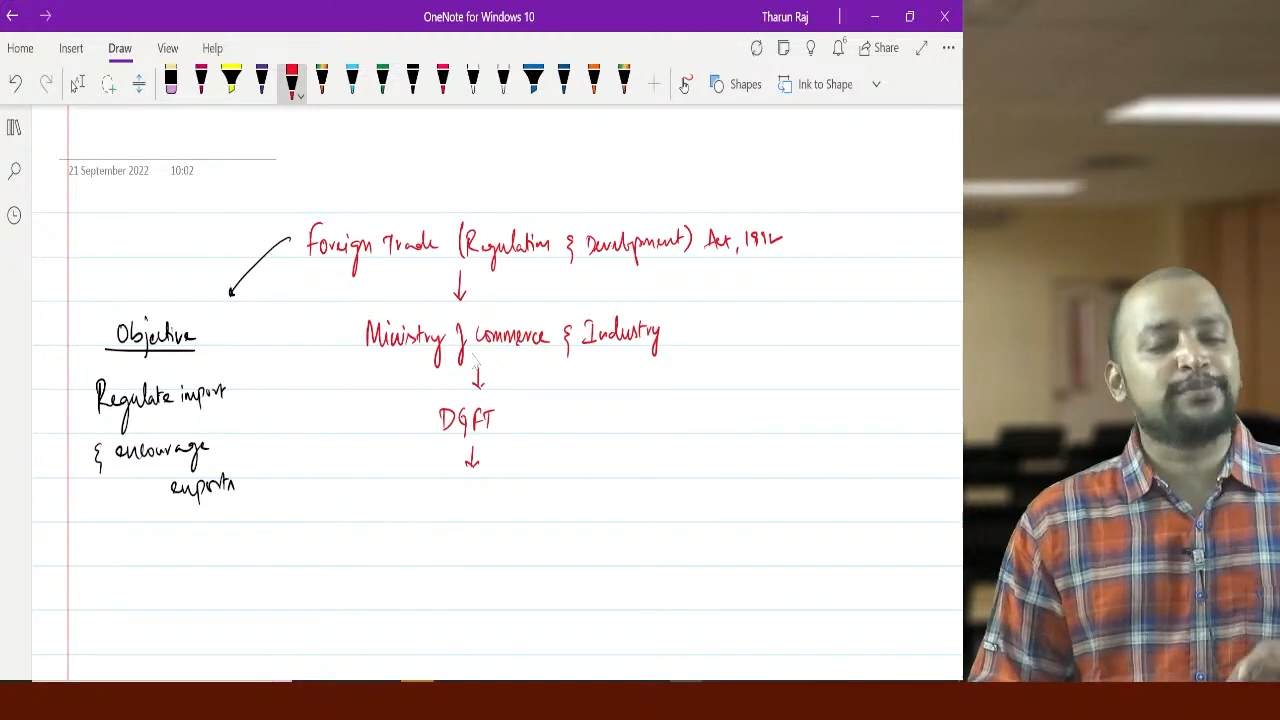 OneNote for Windows 10
Tharun Raj
Home Insert Draw View Help
6 Share
Shapes Ink to Shape
21 September 2022 10:02
Foreign Trade (Regulation & Development) Act, 1992
Ministry of Commerce & Industry
Objective
Regulate import
DGFT
& encourage
exports